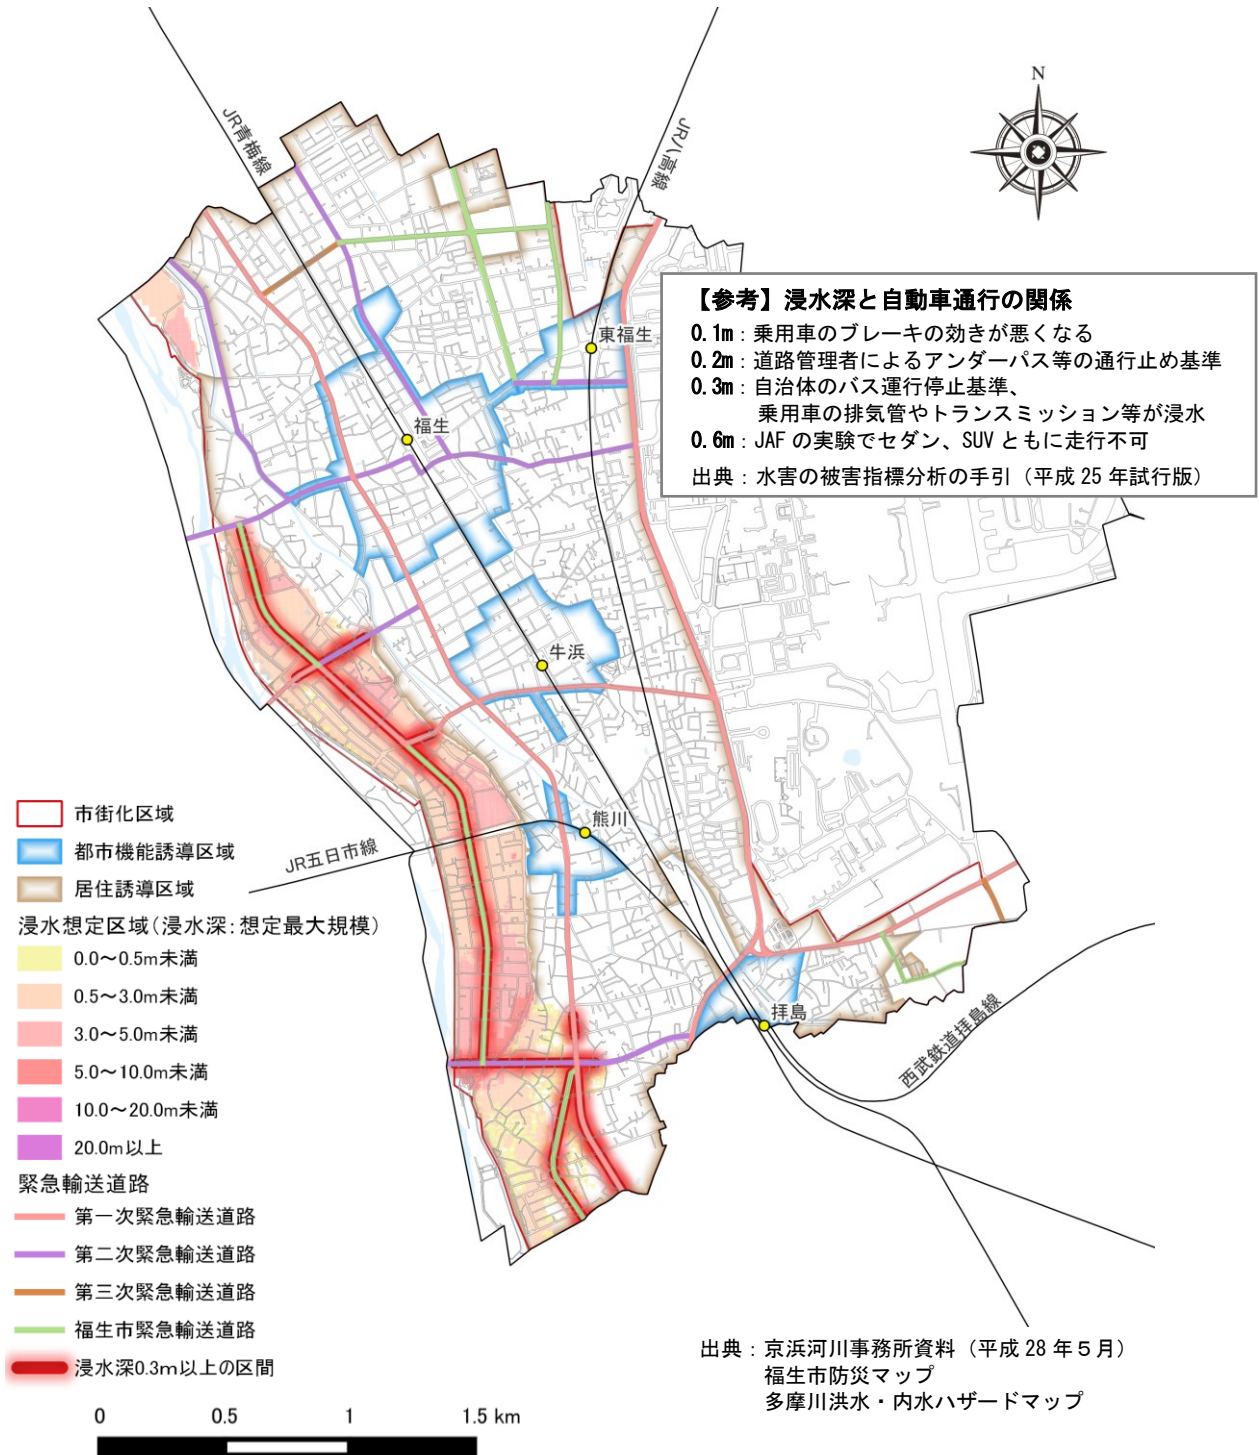 N
JR青梅線
JR八高線
【参考】浸水深と自動車通行の関係
0.1m：乗用車のブレーキの効きが悪くなる
0.2m：道路管理者によるアンダーパス等の通行止め基準
0.3m：自治体のバス運行停止基準、
乗用車の排気管やトランスミッション等が浸水
0.6m：JAFの実験でセダン、SUVともに走行不可
出典：水害の被害指標分析の手引（平成25年試行版）
東福生
福生
牛浜
熊川
JR五日市線
拝島
西武鉄道拝島線
市街化区域
都市機能誘導区域
居住誘導区域
浸水想定区域（浸水深：想定最大規模）
0.0～0.5m未満
0.5～3.0m未満
3.0～5.0m未満
5.0～10.0m未満
10.0～20.0m未満
20.0m以上
緊急輸送道路
第一次緊急輸送道路
第二次緊急輸送道路
第三次緊急輸送道路
福生市緊急輸送道路
浸水深0.3m以上の区間
出典：京浜河川事務所資料（平成28年5月）
福生市防災マップ
多摩川洪水・内水ハザードマップ
0 0.5 1 1.5 km